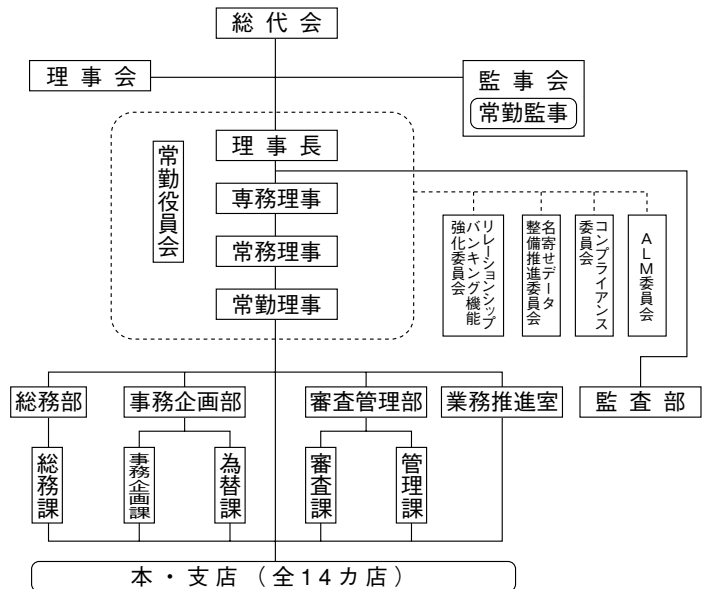 総代会
理事会
監事会
常勤監事
理事長
常勤役員会
専務理事
常務理事
常勤理事
リレーションシップ
バンキング機能
強化委員会
名寄せデータ
整備推進委員会
コンプライアンス
委員会
ALM委員会
総務部
事務企画部
審査管理部
業務推進室
監査部
総務課
事務企画課
為替課
審査課
管理課
本・支店（全14カ店）